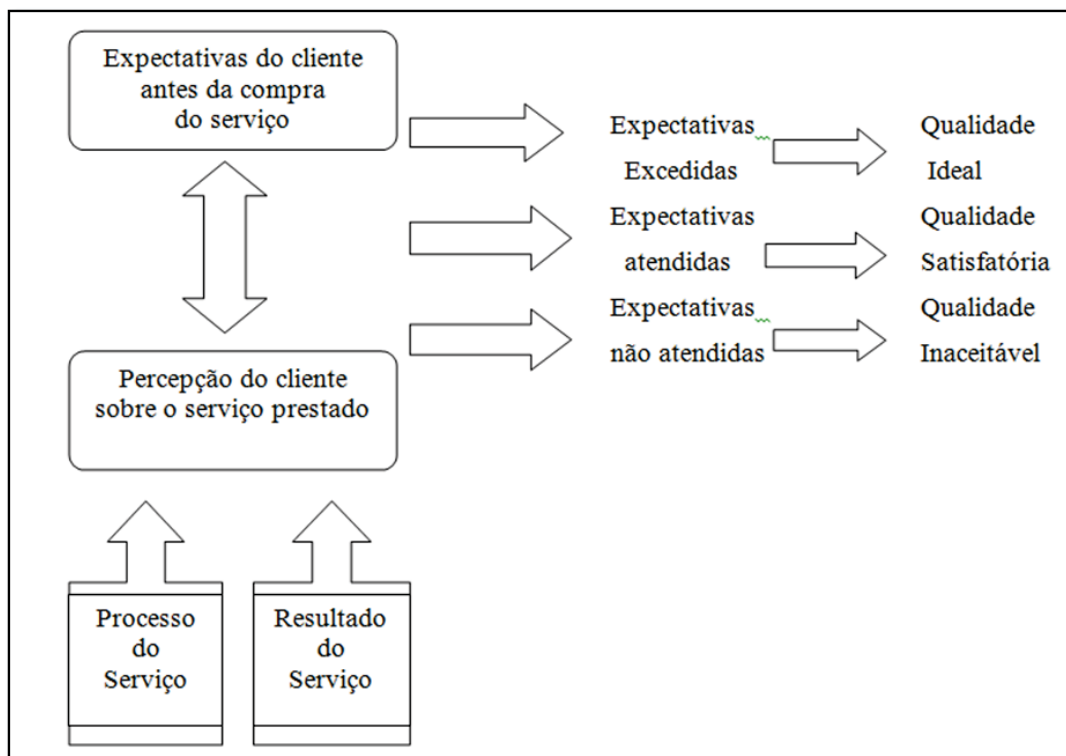 Expectativas do cliente
antes da compra
do serviço
Expectativas
Excedidas
Qualidade
Ideal
Expectativas
atendidas
Qualidade
Satisfatória
Expectativas
não atendidas
Qualidade
Inaceitável
Percepção do cliente
sobre o serviço prestado
Processo
do
Serviço
Resultado
do
Serviço